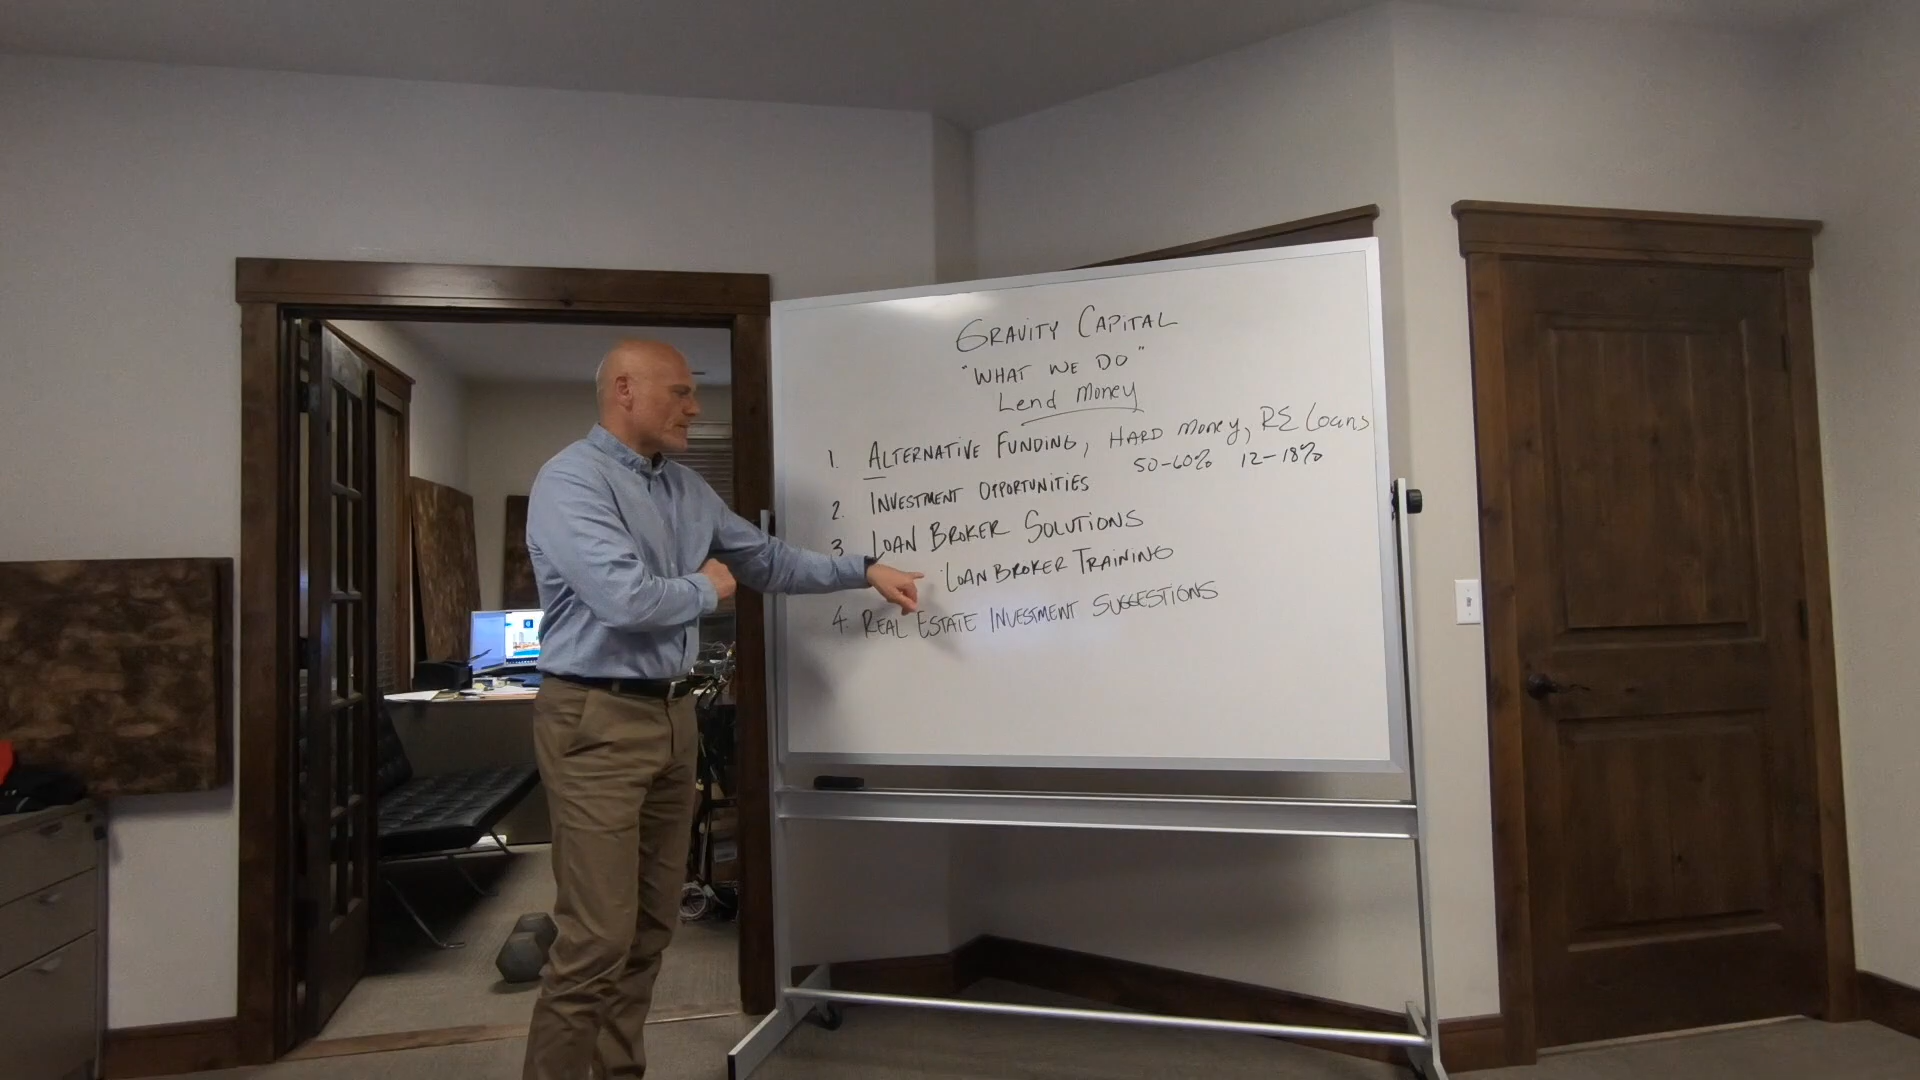 GRAVITY CAPITAL
"WHAT WE DO"
Lend Money
1. ALTERNATIVE FUNDING, HARD Money, RE Loans
50-60% 12-18%
2. INVESTMENT OPPORTUNITIES
3 LOAN BROKER SOLUTIONS
LOAN BROKER TRAINING
4. REAL ESTATE INVESTMENT SUGGESTIONS